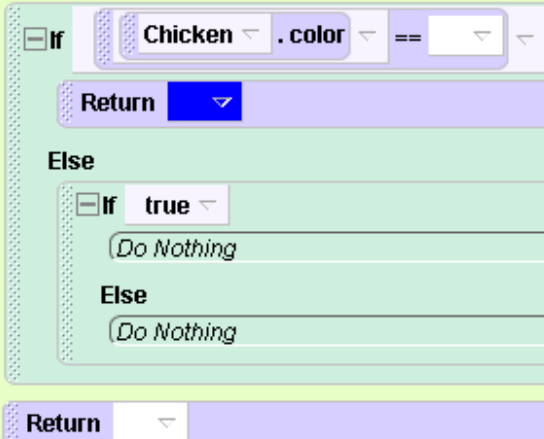 If Chicken . color ==
Return
Else
If true
Do Nothing
Else
Do Nothing
Return